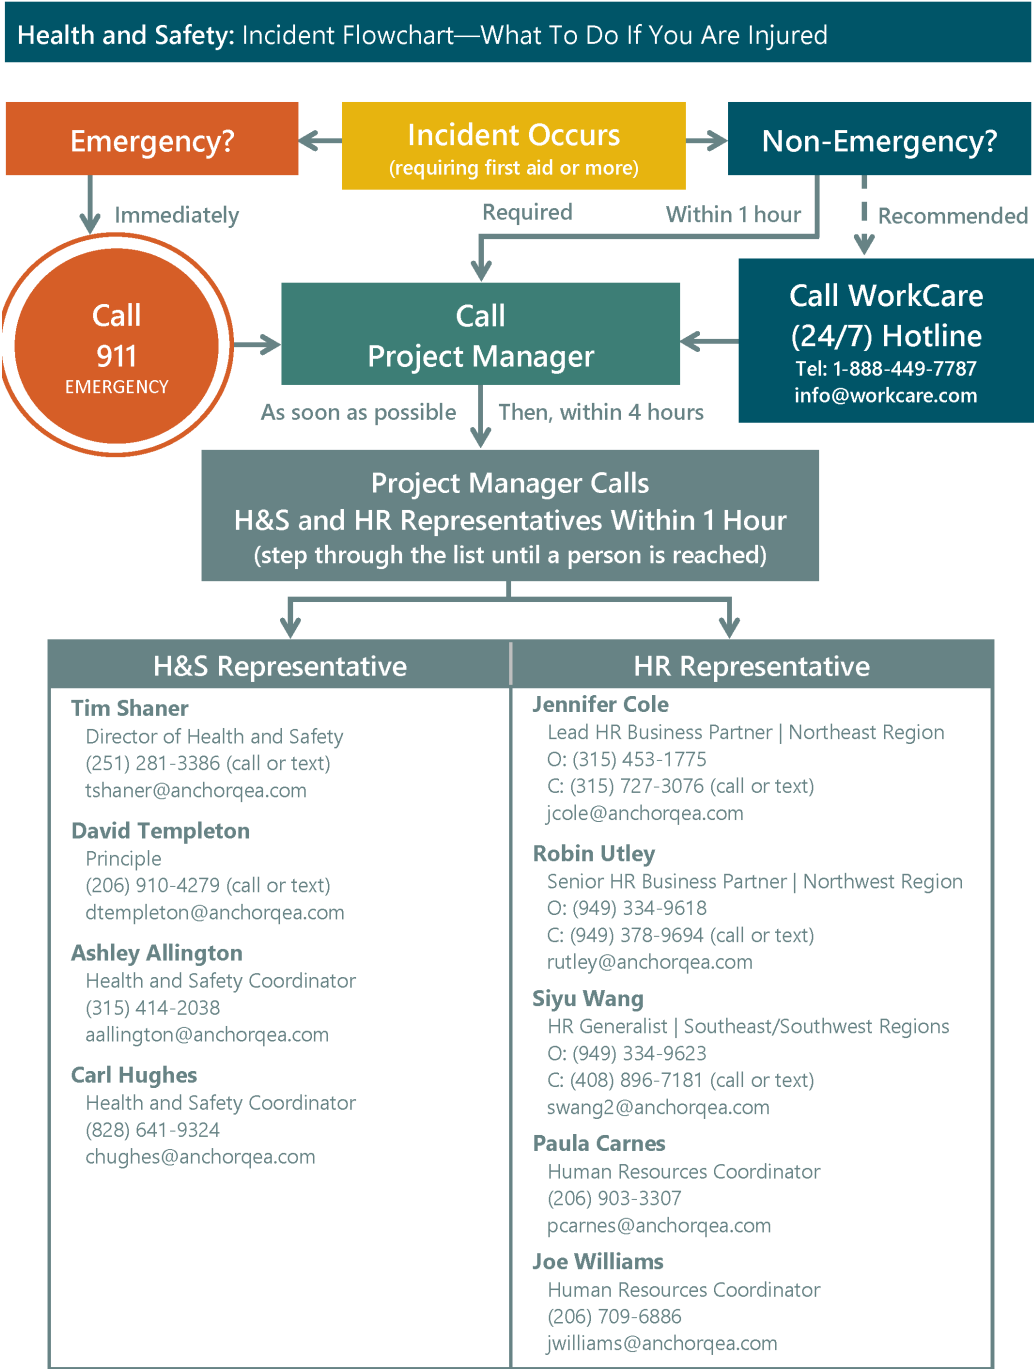 Health and Safety: Incident Flowchart—What To Do If You Are Injured
Emergency?
Incident Occurs
(requiring first aid or more)
Non-Emergency?
Immediately
Required
Within 1 hour
Recommended
Call
911
EMERGENCY
Call
Project Manager
Call WorkCare
(24/7) Hotline
Tel: 1-888-449-7787
info@workcare.com
As soon as possible
Then, within 4 hours
Project Manager Calls
H&S and HR Representatives Within 1 Hour
(step through the list until a person is reached)
H&S Representative
Tim Shaner
Director of Health and Safety
(251) 281-3386 (call or text)
tshaner@anchorqea.com
David Templeton
Principle
(206) 910-4279 (call or text)
dtempleton@anchorqea.com
Ashley Allington
Health and Safety Coordinator
(315) 414-2038
aallington@anchorqea.com
Carl Hughes
Health and Safety Coordinator
(828) 641-9324
chughes@anchorqea.com
HR Representative
Jennifer Cole
Lead HR Business Partner | Northeast Region
O: (315) 453-1775
C: (315) 727-3076 (call or text)
jcole@anchorqea.com
Robin Utley
Senior HR Business Partner | Northwest Region
O: (949) 334-9618
C: (949) 378-9694 (call or text)
rutley@anchorqea.com
Siyu Wang
HR Generalist | Southeast/Southwest Regions
O: (949) 334-9623
C: (408) 896-7181 (call or text)
swang2@anchorqea.com
Paula Carnes
Human Resources Coordinator
(206) 903-3307
pcarnes@anchorqea.com
Joe Williams
Human Resources Coordinator
(206) 709-6886
jwilliams@anchorqea.com